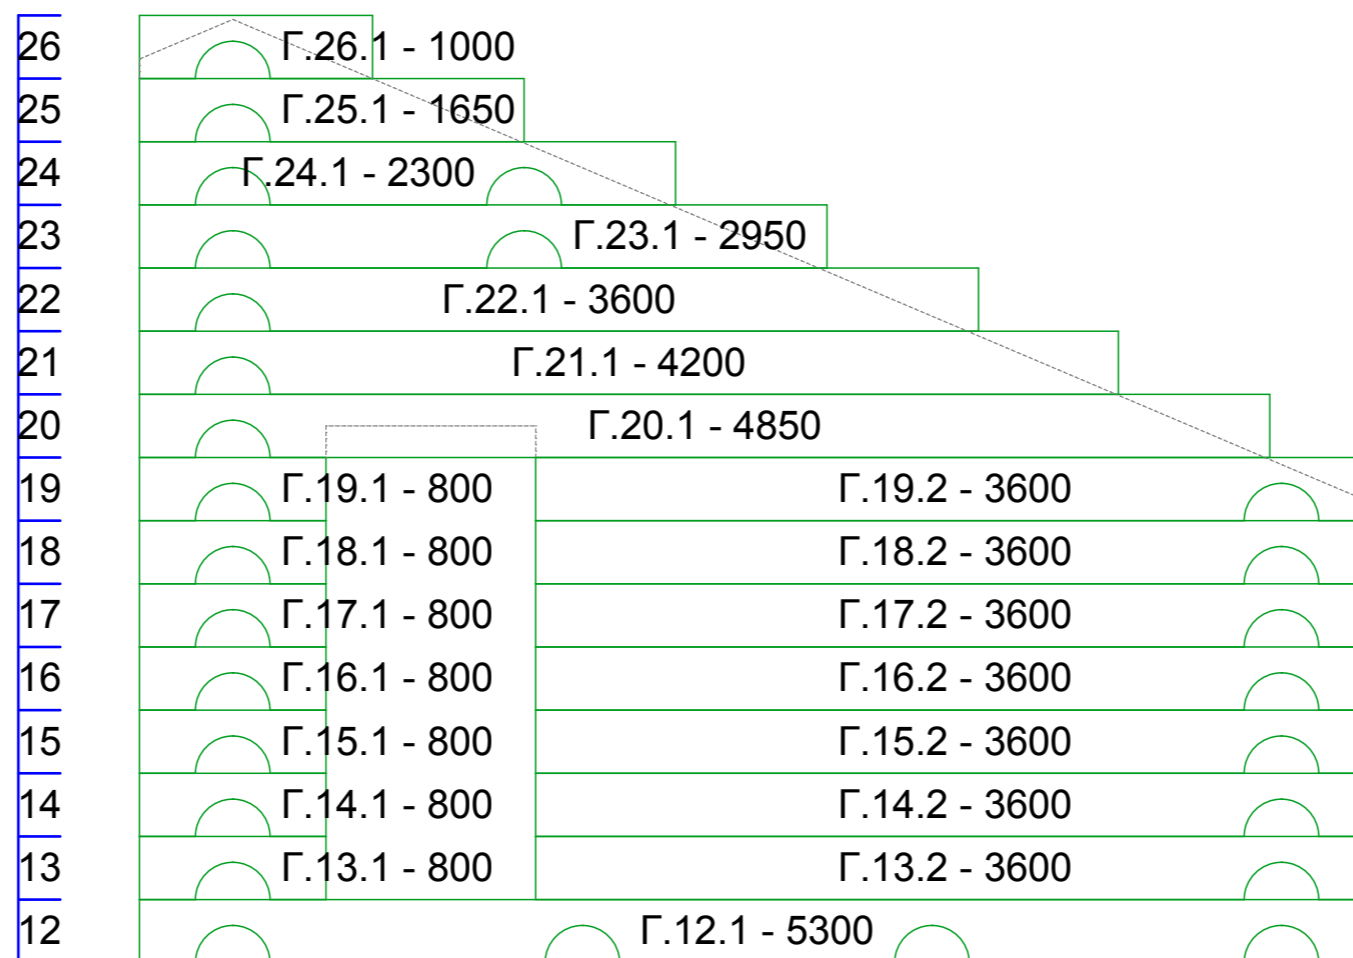 26 Г.26.1 - 1000
25 Г.25.1 - 1650
24 Г.24.1 - 2300
23 Г.23.1 - 2950
22 Г.22.1 - 3600
21 Г.21.1 - 4200
20 Г.20.1 - 4850
19 Г.19.1 - 800 Г.19.2 - 3600
18 Г.18.1 - 800 Г.18.2 - 3600
17 Г.17.1 - 800 Г.17.2 - 3600
16 Г.16.1 - 800 Г.16.2 - 3600
15 Г.15.1 - 800 Г.15.2 - 3600
14 Г.14.1 - 800 Г.14.2 - 3600
13 Г.13.1 - 800 Г.13.2 - 3600
12 Г.12.1 - 5300